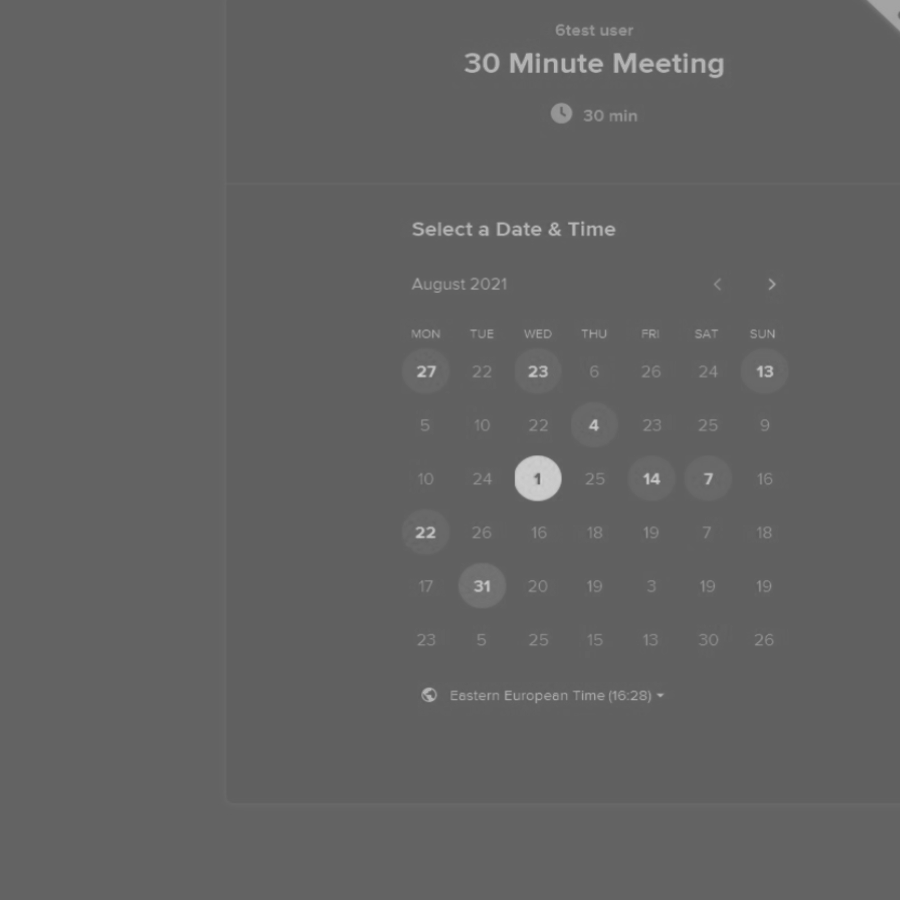 6test user
30 Minute Meeting
30 min
Select a Date & Time
August 2021
MON TUE WED THU FRI SAT SUN
27 22 23 6 26 24 13
5 10 22 4 23 25 9
10 24 1 25 14 7 16
22 26 16 18 19 7 18
17 31 20 19 3 19 19
23 5 25 15 13 30 26
Eastern European Time (16:28)